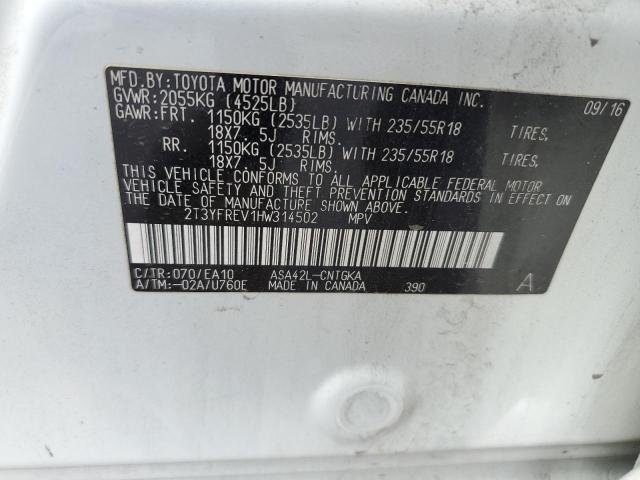 MFD.BY:TOYOTA MOTOR MANUFACTURING CANADA INC. 09/16
GVWR:2055KG (4525LB)
GAWR:FRT. 1150KG (2535LB) WITH 235/55R18 TIRES,
18X7.5J RIMS.
RR. 1150KG (2535LB) WITH 235/55R18 TIRES,
18X7.5J RIMS.
THIS VEHICLE CONFORMS TO ALL APPLICABLE FEDERAL MOTOR
VEHICLE SAFETY AND THEFT PREVENTION STANDARDS IN EFFECT ON
THE DATE OF MANUFACTURE SHOWN ABOVE.
2T3YFREV1HW314502 MPV
C/TR:070/EA10 ASA42L-CNTGKA
A/TM:-02A/U760E MADE IN CANADA 390 A